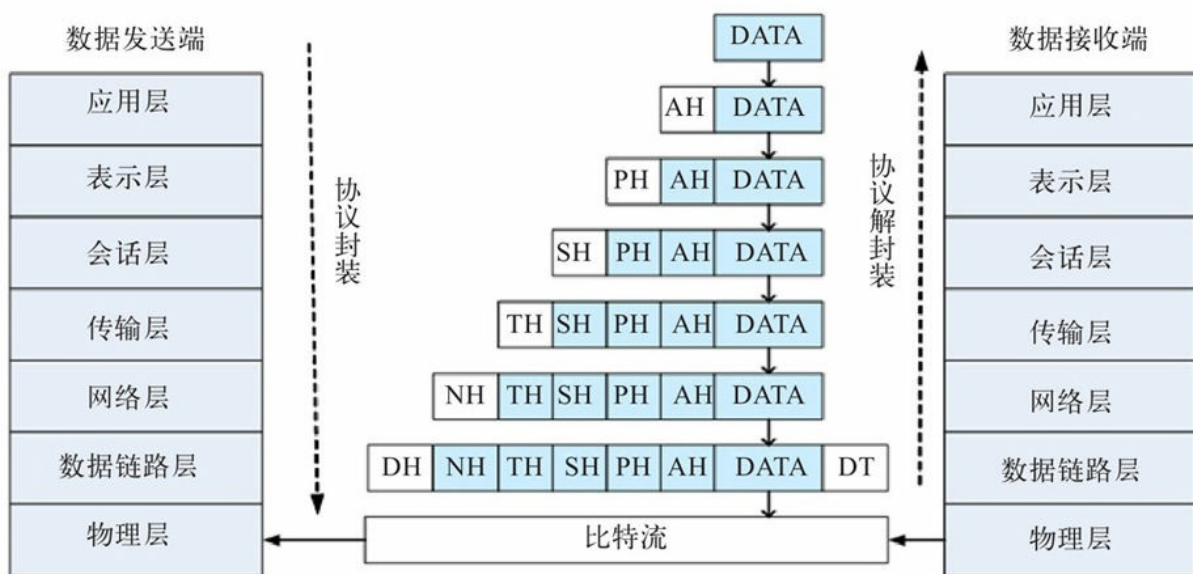 数据发送端
应用层
表示层
会话层
传输层
网络层
数据链路层
物理层
协议封装
DATA
AH DATA
PH AH DATA
SH PH AH DATA
TH SH PH AH DATA
NH TH SH PH AH DATA
DH NH TH SH PH AH DATA DT
比特流
协议解封装
数据接收端
应用层
表示层
会话层
传输层
网络层
数据链路层
物理层